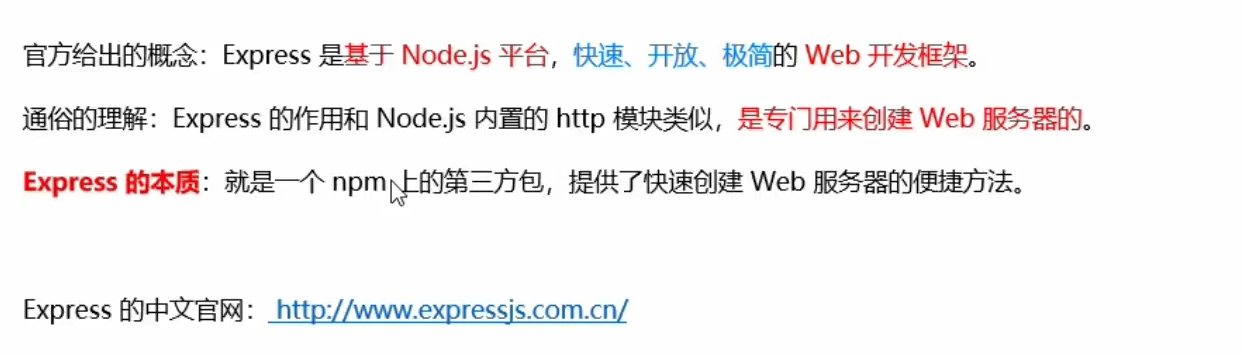 官方给出的概念：Express 是基于 Node.js 平台，快速、开放、极简的 Web 开发框架。
通俗的理解：Express 的作用和 Node.js 内置的 http 模块类似，是专门用来创建 Web 服务器的。
Express 的本质：就是一个 npm 上的第三方包，提供了快速创建 Web 服务器的便捷方法。
Express 的中文官网： http://www.expressjs.com.cn/